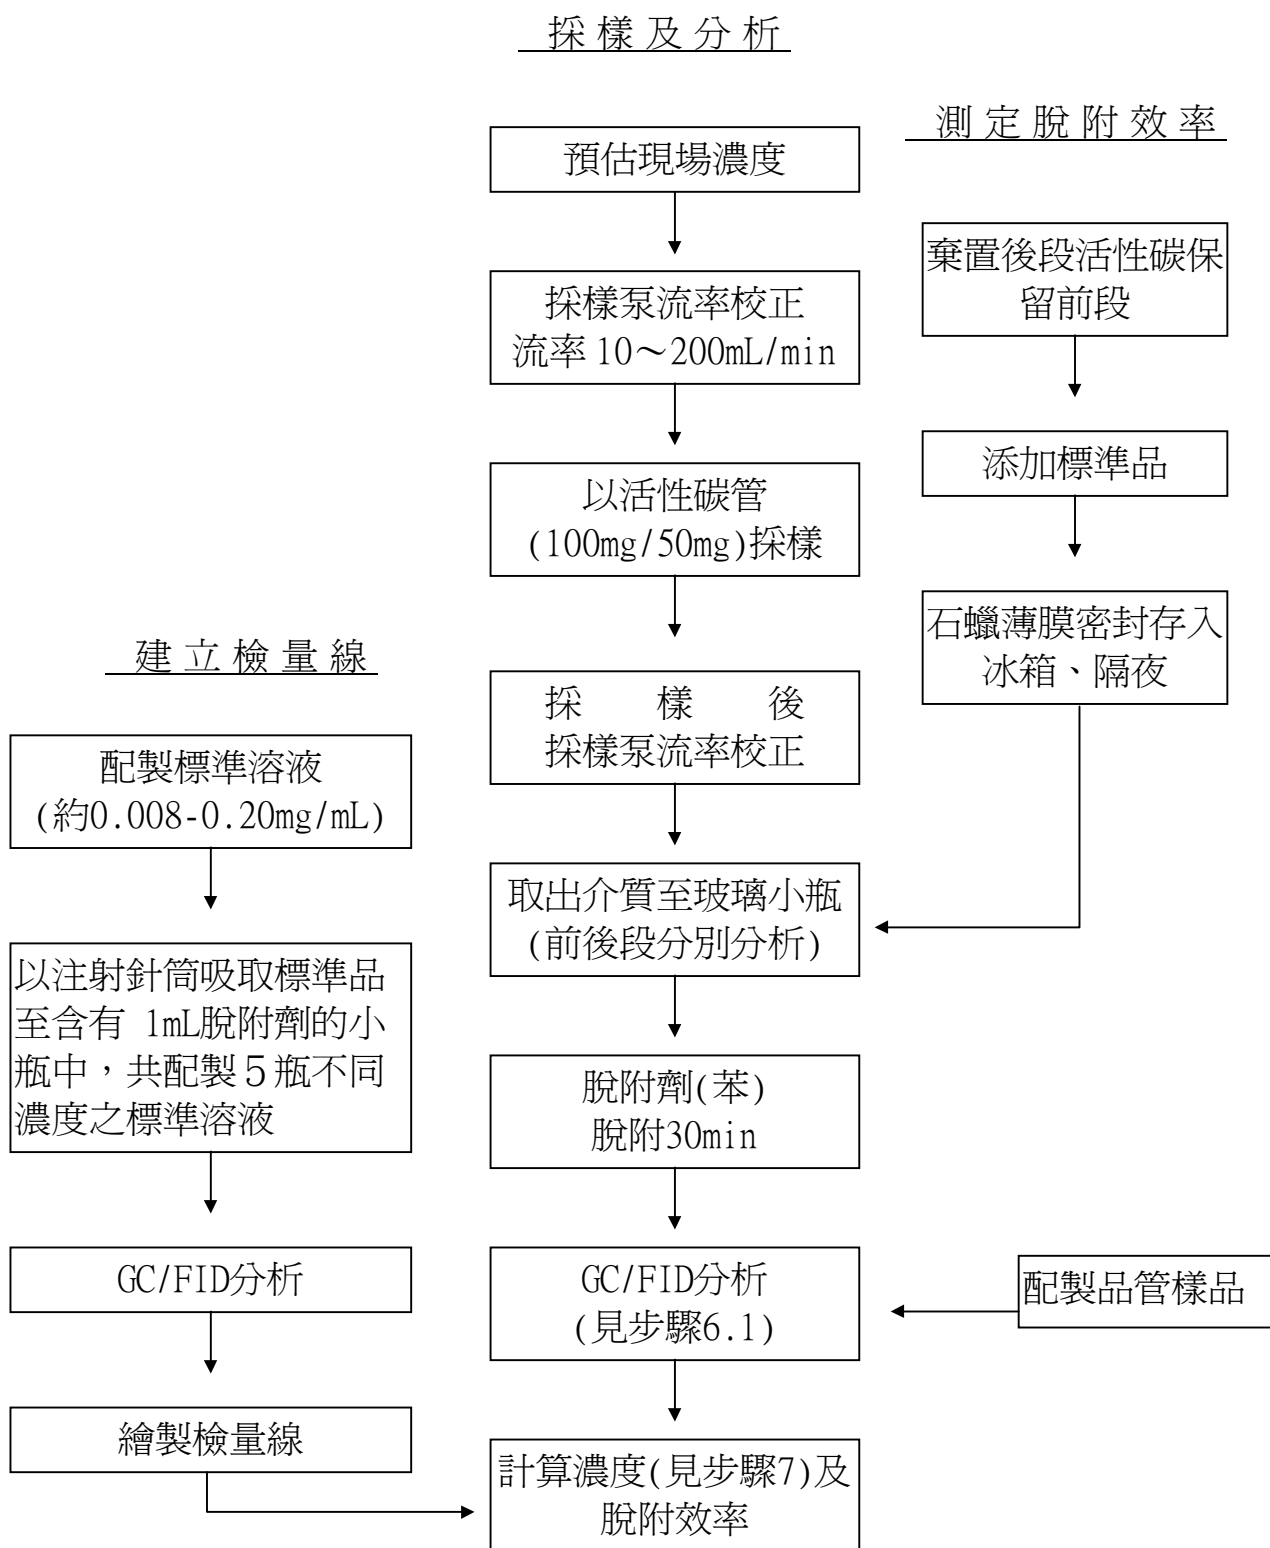 採樣及分析
預估現場濃度
採樣泵流率校正
流率 10～200mL/min
以活性碳管
(100mg/50mg)採樣
採樣後
採樣泵流率校正
取出介質至玻璃小瓶
(前後段分別分析)
脫附劑(苯)
脫附30min
GC/FID分析
(見步驟6.1)
計算濃度(見步驟7)及
脫附效率
測定脫附效率
棄置後段活性碳保
留前段
添加標準品
石蠟薄膜密封存入
冰箱、隔夜
配製品管樣品
建立檢量線
配製標準溶液
(約0.008-0.20mg/mL)
以注射針筒吸取標準品
至含有 1mL脫附劑的小
瓶中，共配製５瓶不同
濃度之標準溶液
GC/FID分析
繪製檢量線